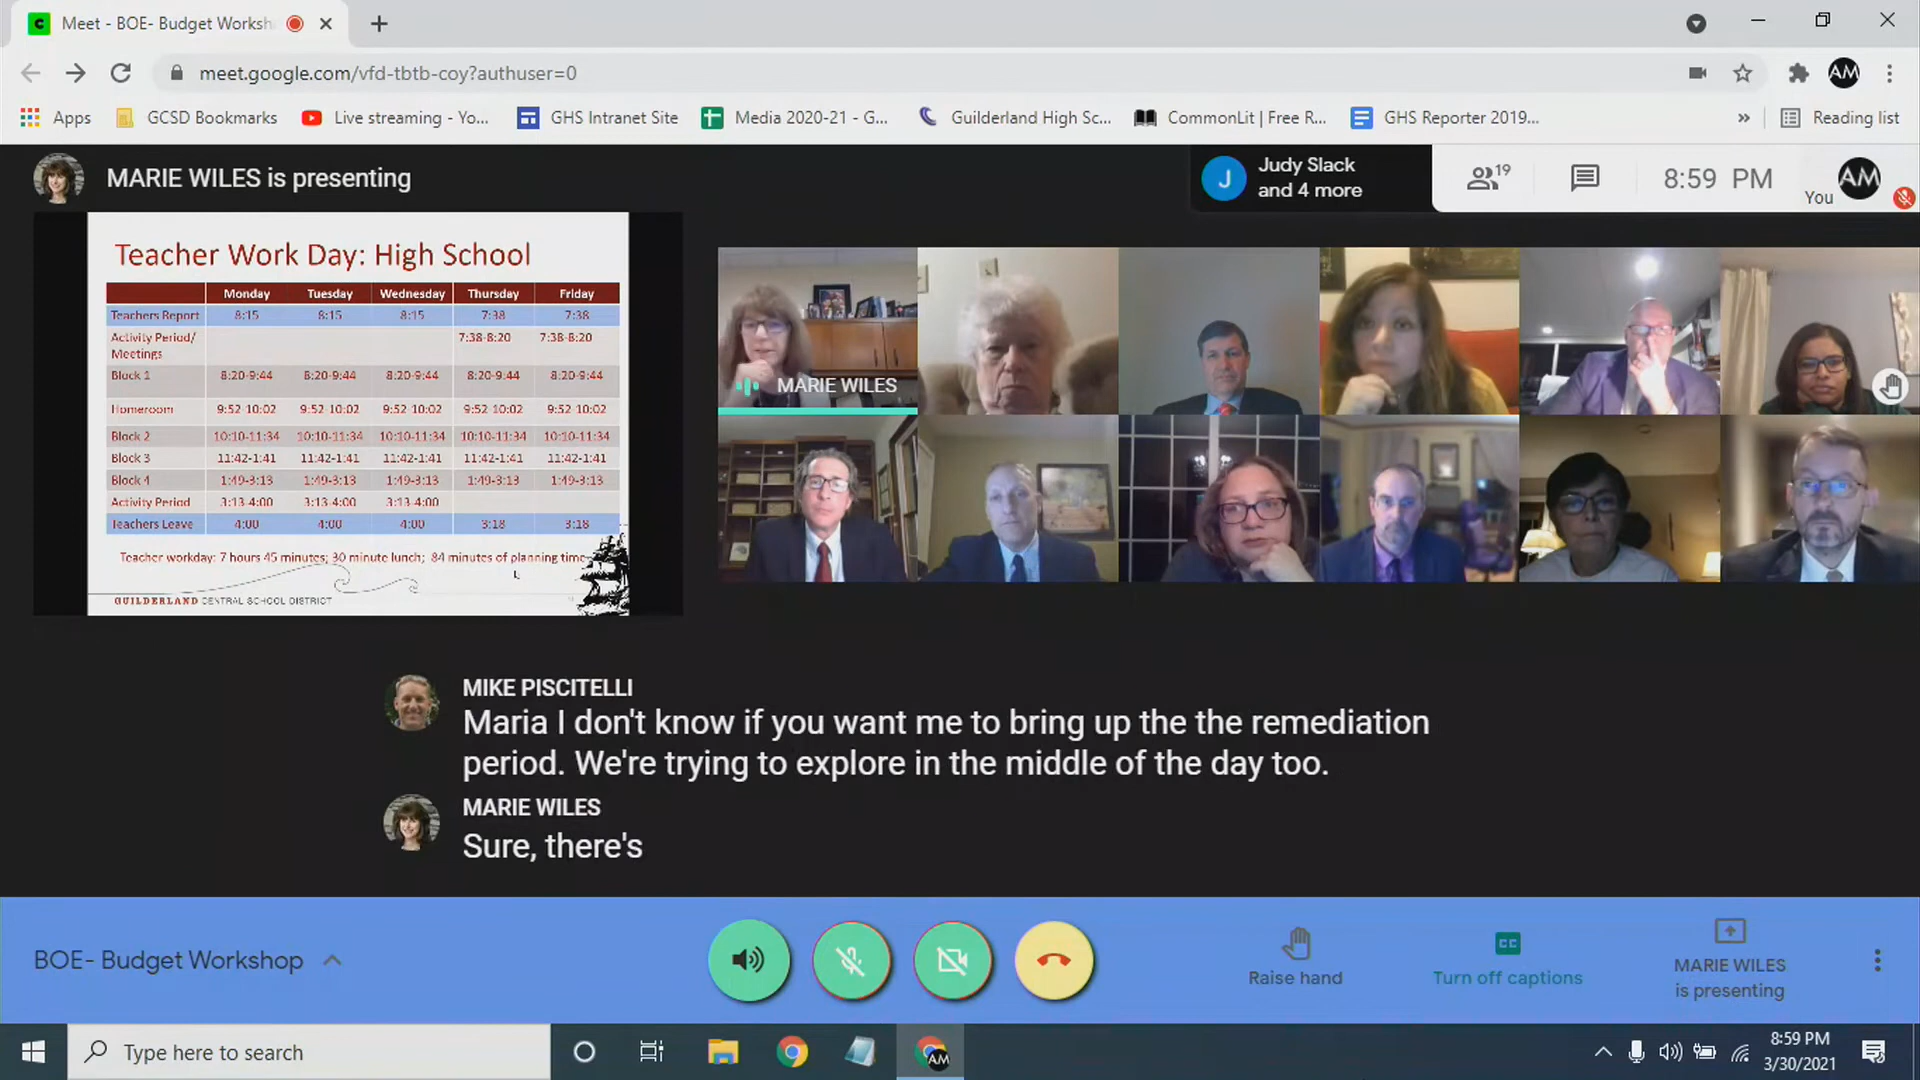 Meet - BOE- Budget Worksh
meet.google.com/vfd-tbtb-coy?authuser=0
AM
Apps
GCSD Bookmarks
Live streaming - Yo...
GHS Intranet Site
Media 2020-21 - G...
Guilderland High Sc...
CommonLit | Free R...
GHS Reporter 2019...
»
Reading list
MARIE WILES is presenting
J
Judy Slack
and 4 more
19
8:59 PM
You
AM
Teacher Work Day: High School
Monday Tuesday Wednesday Thursday Friday
Teachers Report 8:15 8:15 8:15 7:38 7:38
Activity Period/ 7:38-8:20 7:38-8:20
Meetings
Block 1 8:20-9:44 8:20-9:44 8:20-9:44 8:20-9:44 8:20-9:44
Homeroom 9:52-10:02 9:52-10:02 9:52-10:02 9:52-10:02 9:52-10:02
Block 2 10:10-11:34 10:10-11:34 10:10-11:34 10:10-11:34 10:10-11:34
Block 3 11:42-1:41 11:42-1:41 11:42-1:41 11:42-1:41 11:42-1:41
Block 4 1:49-3:13 1:49-3:13 1:49-3:13 1:49-3:13 1:49-3:13
Activity Period 3:13-4:00 3:13-4:00 3:13-4:00
Teachers Leave 4:00 4:00 4:00 3:18 3:18
Teacher workday: 7 hours 45 minutes; 30 minute lunch; 84 minutes of planning time
GUILDERLAND CENTRAL SCHOOL DISTRICT
MARIE WILES
MIKE PISCITELLI
Maria I don't know if you want me to bring up the the remediation
period. We're trying to explore in the middle of the day too.
MARIE WILES
Sure, there's
BOE- Budget Workshop
Raise hand
CC
Turn off captions
MARIE WILES
is presenting
Type here to search
AM
8:59 PM
3/30/2021